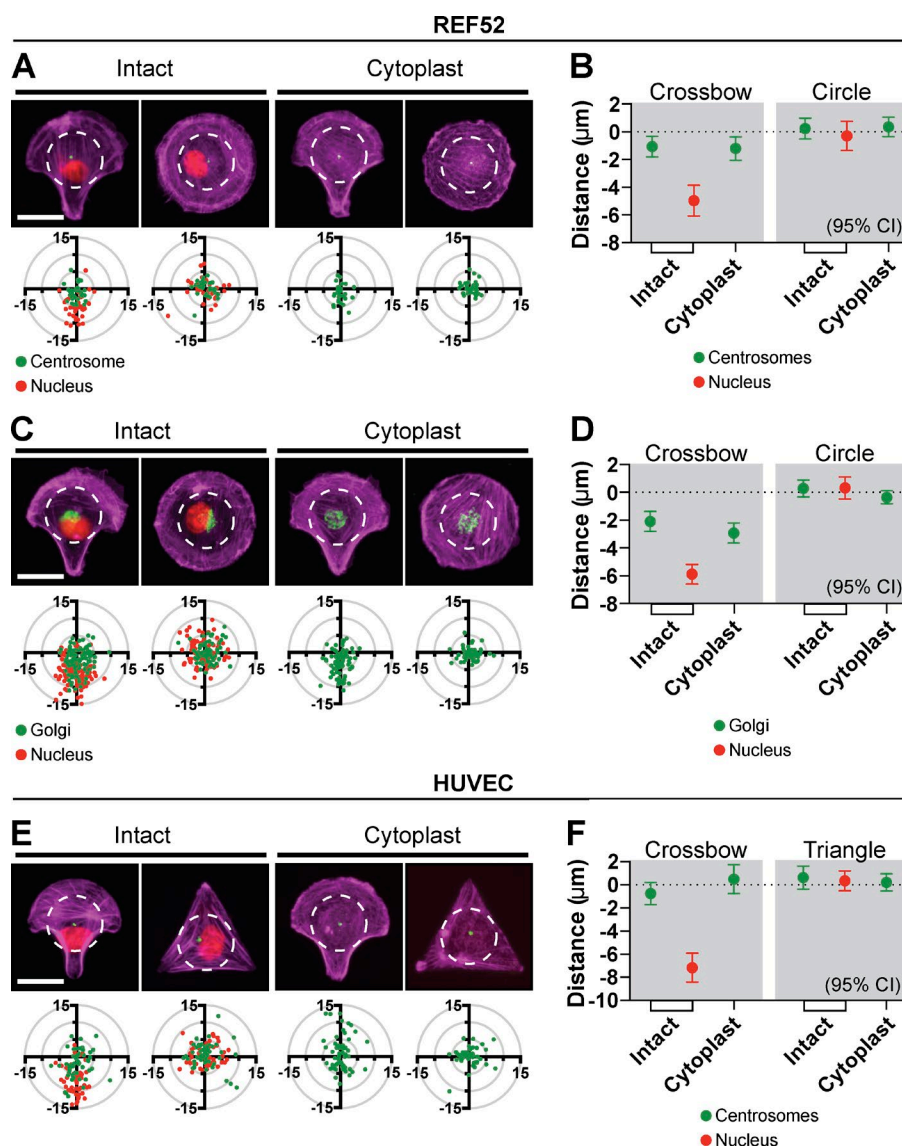 REF52
A
Intact
Cytoplast
15
-15
15
-15
15
-15
15
-15
15
-15
15
-15
15
-15
15
-15
Centrosome
Nucleus
B
Crossbow
Circle
Distance (µm)
2
0
-2
-4
-6
-8
(95% CI)
Intact
Cytoplast
Intact
Cytoplast
Centrosomes
Nucleus
C
Intact
Cytoplast
15
-15
15
-15
15
-15
15
-15
15
-15
15
-15
15
-15
15
-15
Golgi
Nucleus
D
Crossbow
Circle
Distance (µm)
2
0
-2
-4
-6
-8
(95% CI)
Intact
Cytoplast
Intact
Cytoplast
Golgi
Nucleus
HUVEC
E
Intact
Cytoplast
15
-15
15
-15
15
-15
15
-15
15
-15
15
-15
15
-15
15
-15
F
Crossbow
Triangle
Distance (µm)
2
0
-2
-4
-6
-8
-10
(95% CI)
Intact
Cytoplast
Intact
Cytoplast
Centrosomes
Nucleus